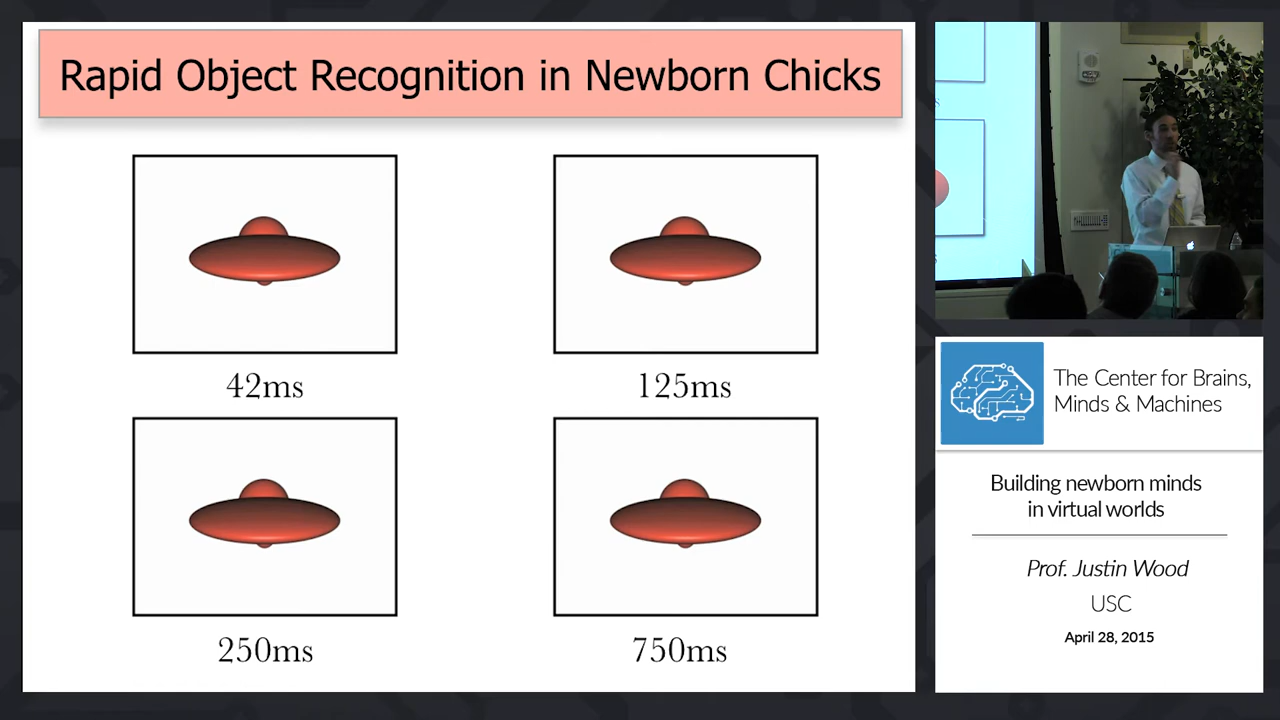 Rapid Object Recognition in Newborn Chicks
42ms
125ms
250ms
750ms
The Center for Brains,
Minds & Machines
Building newborn minds
in virtual worlds
Prof. Justin Wood
USC
April 28, 2015